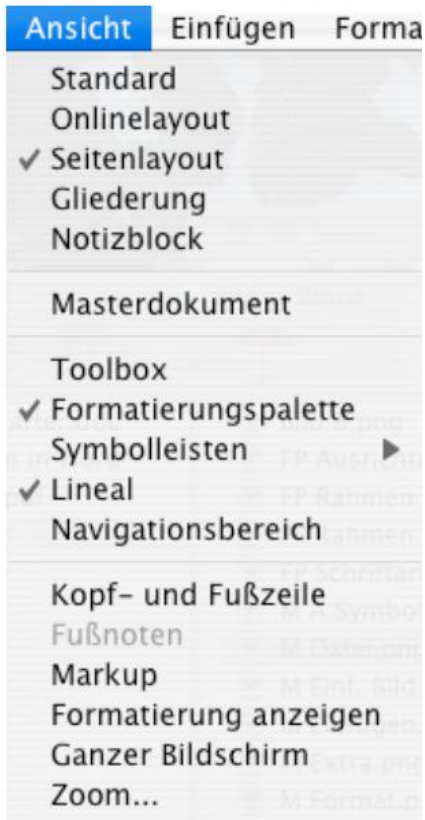 Ansicht Einfügen Forma
Standard
Onlinelayout
✓ Seitenlayout
Gliederung
Notizblock
Masterdokument
Toolbox
✓ Formatierungspalette
Symbolleisten ▶
✓ Lineal
Navigationsbereich
Kopf- und Fußzeile
Fußnoten
Markup
Formatierung anzeigen
Ganzer Bildschirm
Zoom...